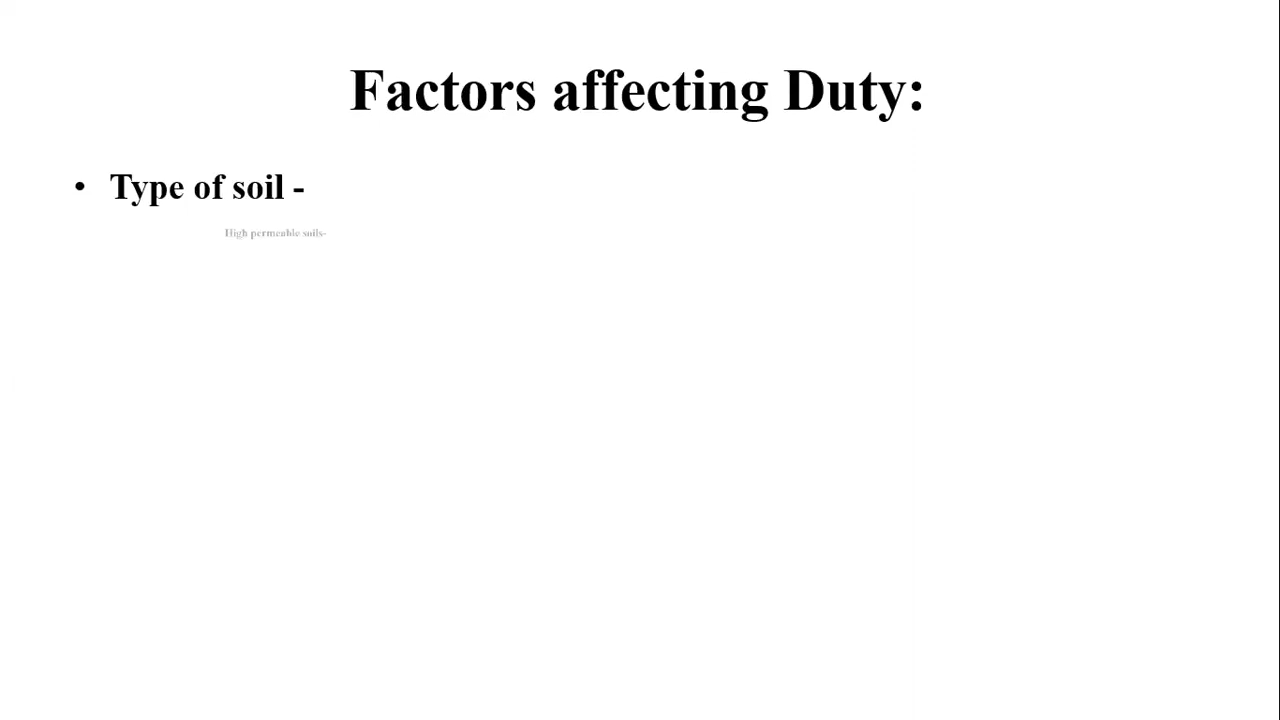 Factors affecting Duty:
• Type of soil -
High permeable soils-